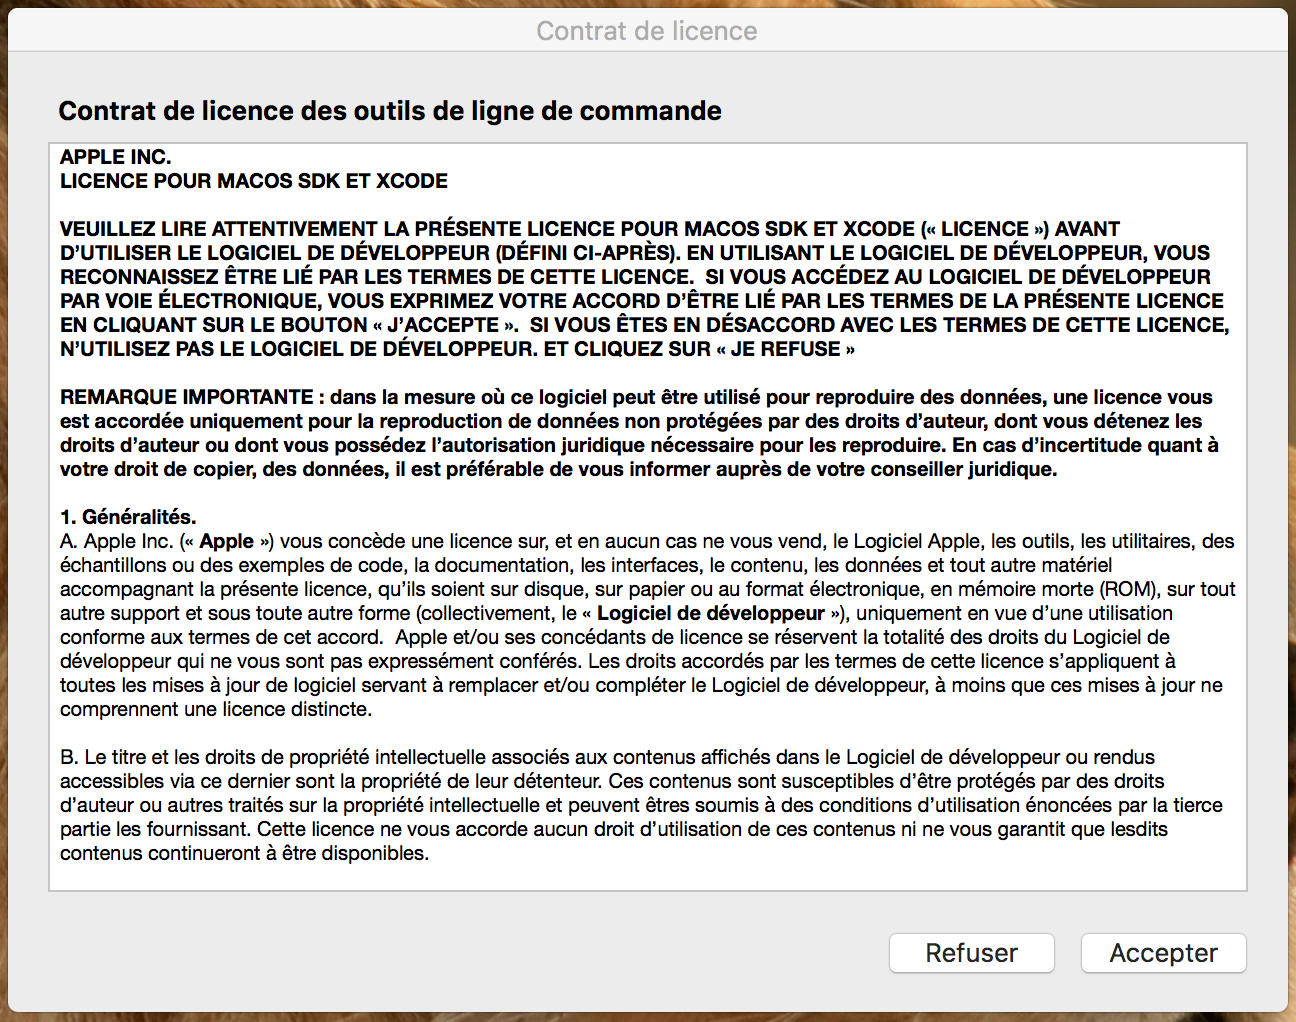 Contrat de licence
Contrat de licence des outils de ligne de commande
APPLE INC.
LICENCE POUR MACOS SDK ET XCODE
VEUILLEZ LIRE ATTENTIVEMENT LA PRÉSENTE LICENCE POUR MACOS SDK ET XCODE (« LICENCE ») AVANT
D’UTILISER LE LOGICIEL DE DÉVELOPPEUR (DÉFINI CI-APRÈS). EN UTILISANT LE LOGICIEL DE DÉVELOPPEUR, VOUS
RECONNAISSEZ ÊTRE LIÉ PAR LES TERMES DE CETTE LICENCE.  SI VOUS ACCÉDEZ AU LOGICIEL DE DÉVELOPPEUR
PAR VOIE ÉLECTRONIQUE, VOUS EXPRIMEZ VOTRE ACCORD D’ÊTRE LIÉ PAR LES TERMES DE LA PRÉSENTE LICENCE
EN CLIQUANT SUR LE BOUTON « J’ACCEPTE ».  SI VOUS ÊTES EN DÉSACCORD AVEC LES TERMES DE CETTE LICENCE,
N’UTILISEZ PAS LE LOGICIEL DE DÉVELOPPEUR. ET CLIQUEZ SUR « JE REFUSE »
REMARQUE IMPORTANTE : dans la mesure où ce logiciel peut être utilisé pour reproduire des données, une licence vous
est accordée uniquement pour la reproduction de données non protégées par des droits d’auteur, dont vous détenez les
droits d’auteur ou dont vous possédez l’autorisation juridique nécessaire pour les reproduire. En cas d’incertitude quant à
votre droit de copier, des données, il est préférable de vous informer auprès de votre conseiller juridique.
1. Généralités.
A. Apple Inc. (« Apple ») vous concède une licence sur, et en aucun cas ne vous vend, le Logiciel Apple, les outils, les utilitaires, des
échantillons ou des exemples de code, la documentation, les interfaces, le contenu, les données et tout autre matériel
accompagnant la présente licence, qu’ils soient sur disque, sur papier ou au format électronique, en mémoire morte (ROM), sur tout
autre support et sous toute autre forme (collectivement, le « Logiciel de développeur »), uniquement en vue d’une utilisation
conforme aux termes de cet accord.  Apple et/ou ses concédants de licence se réservent la totalité des droits du Logiciel de
développeur qui ne vous sont pas expressément conférés. Les droits accordés par les termes de cette licence s’appliquent à
toutes les mises à jour de logiciel servant à remplacer et/ou compléter le Logiciel de développeur, à moins que ces mises à jour ne
comprennent une licence distincte.
B. Le titre et les droits de propriété intellectuelle associés aux contenus affichés dans le Logiciel de développeur ou rendus
accessibles via ce dernier sont la propriété de leur détenteur. Ces contenus sont susceptibles d’être protégés par des droits
d’auteur ou autres traités sur la propriété intellectuelle et peuvent êtres soumis à des conditions d’utilisation énoncées par la tierce
partie les fournissant. Cette licence ne vous accorde aucun droit d’utilisation de ces contenus ni ne vous garantit que lesdits
contenus continueront à être disponibles.
Refuser
Accepter